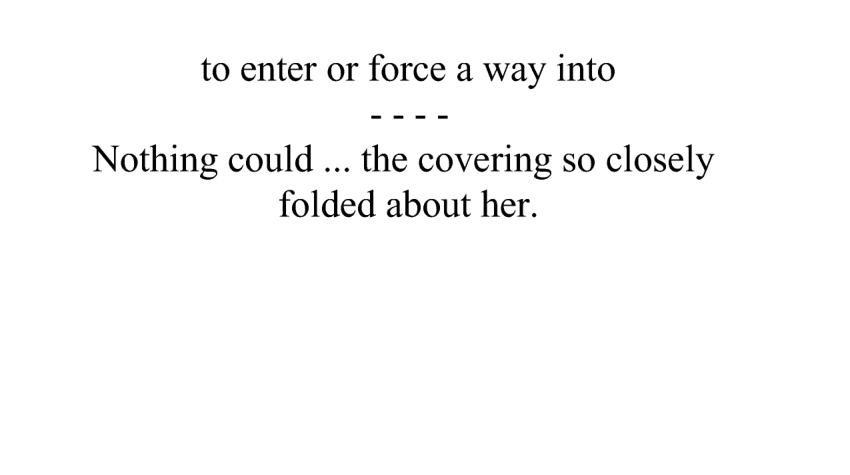 to enter or force a way into
- - - -
Nothing could ... the covering so closely
folded about her.